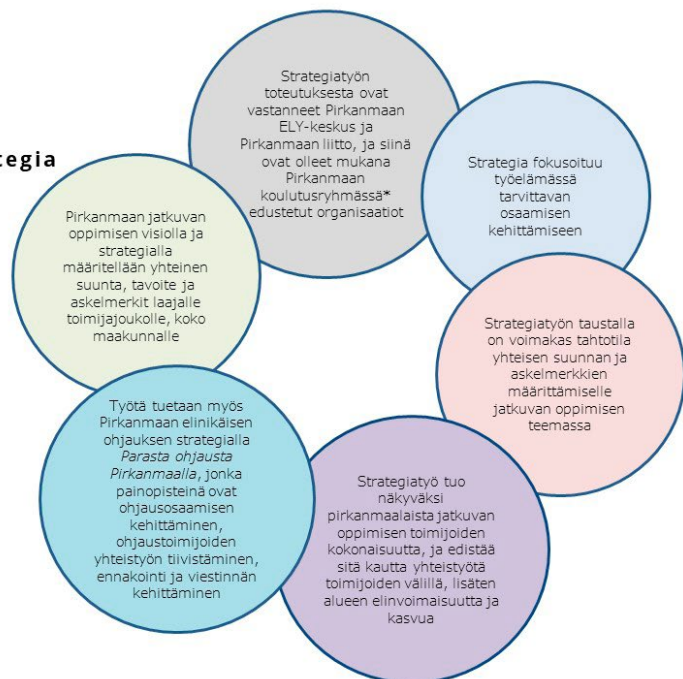 tegia
Strategiatyön
toteutuksesta ovat
vastanneet Pirkanmaan
ELY-keskus ja
Pirkanmaan liitto, ja siinä
ovat olleet mukana
Pirkanmaan
koulutusryhmässä*
edustetut organisaatiot
Strategia fokusoituu
työelämässä
tarvittavan
osaamisen
kehittämiseen
Strategiatyön taustalla
on voimakas tahtotila
yhteisen suunnan ja
askelmerkkien
määrittämiselle
jatkuvan oppimisen
teemassa
Strategiatyö tuo
näkyväksi
pirkanmaalaista jatkuvan
oppimisen toimijoiden
kokonaisuutta, ja edistää
sitä kautta yhteistyötä
toimijoiden välillä, lisäten
alueen elinvoimaisuutta ja
kasvua
Työtä tuetaan myös
Pirkanmaan elinikäisen
ohjauksen strategialla
Parasta ohjausta
Pirkanmaalla, jonka
painopisteinä ovat
ohjausosaamisen
kehittäminen,
ohjaustoimijoiden
yhteistyön tiivistäminen,
ennakointi ja viestinnän
kehittäminen
Pirkanmaan jatkuvan
oppimisen visiolla ja
strategialla
määritellään yhteinen
suunta, tavoite ja
askelmerkit laajalle
toimijajoukolle, koko
maakunnalle